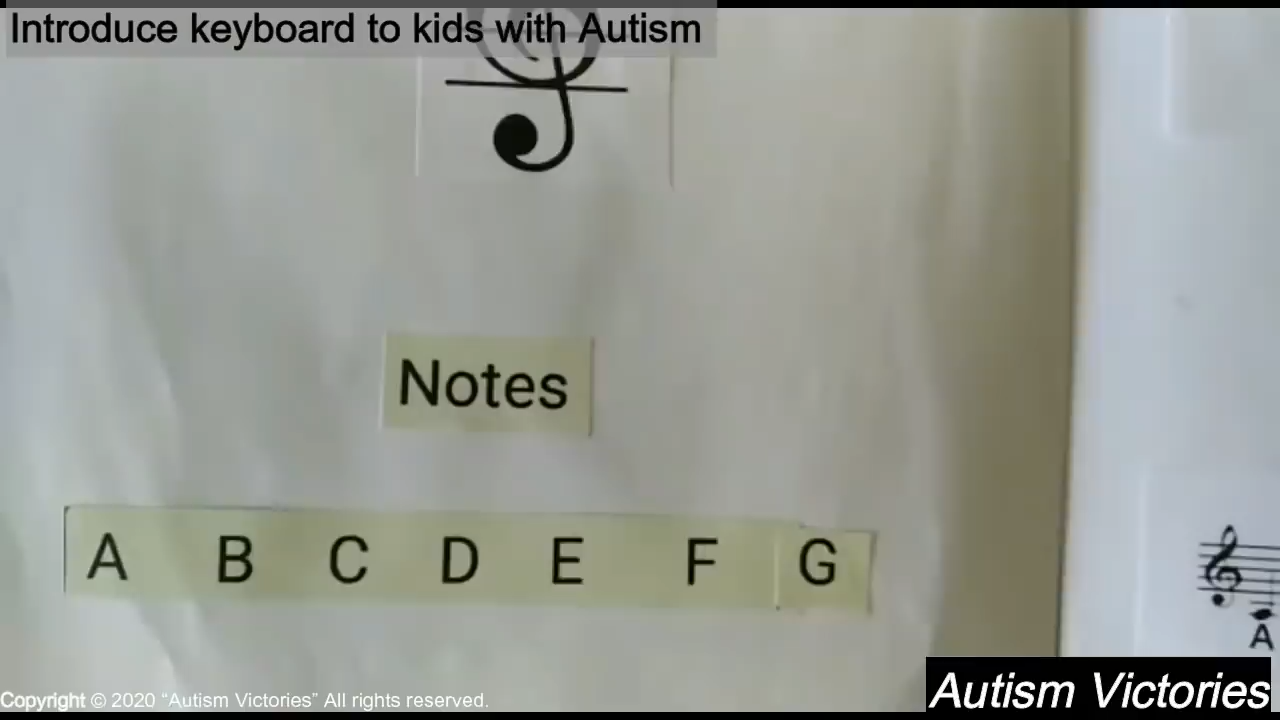 Introduce keyboard to kids with Autism
Notes
A B C D E F G
A
Copyright © 2020 “Autism Victories” All rights reserved.
Autism Victories